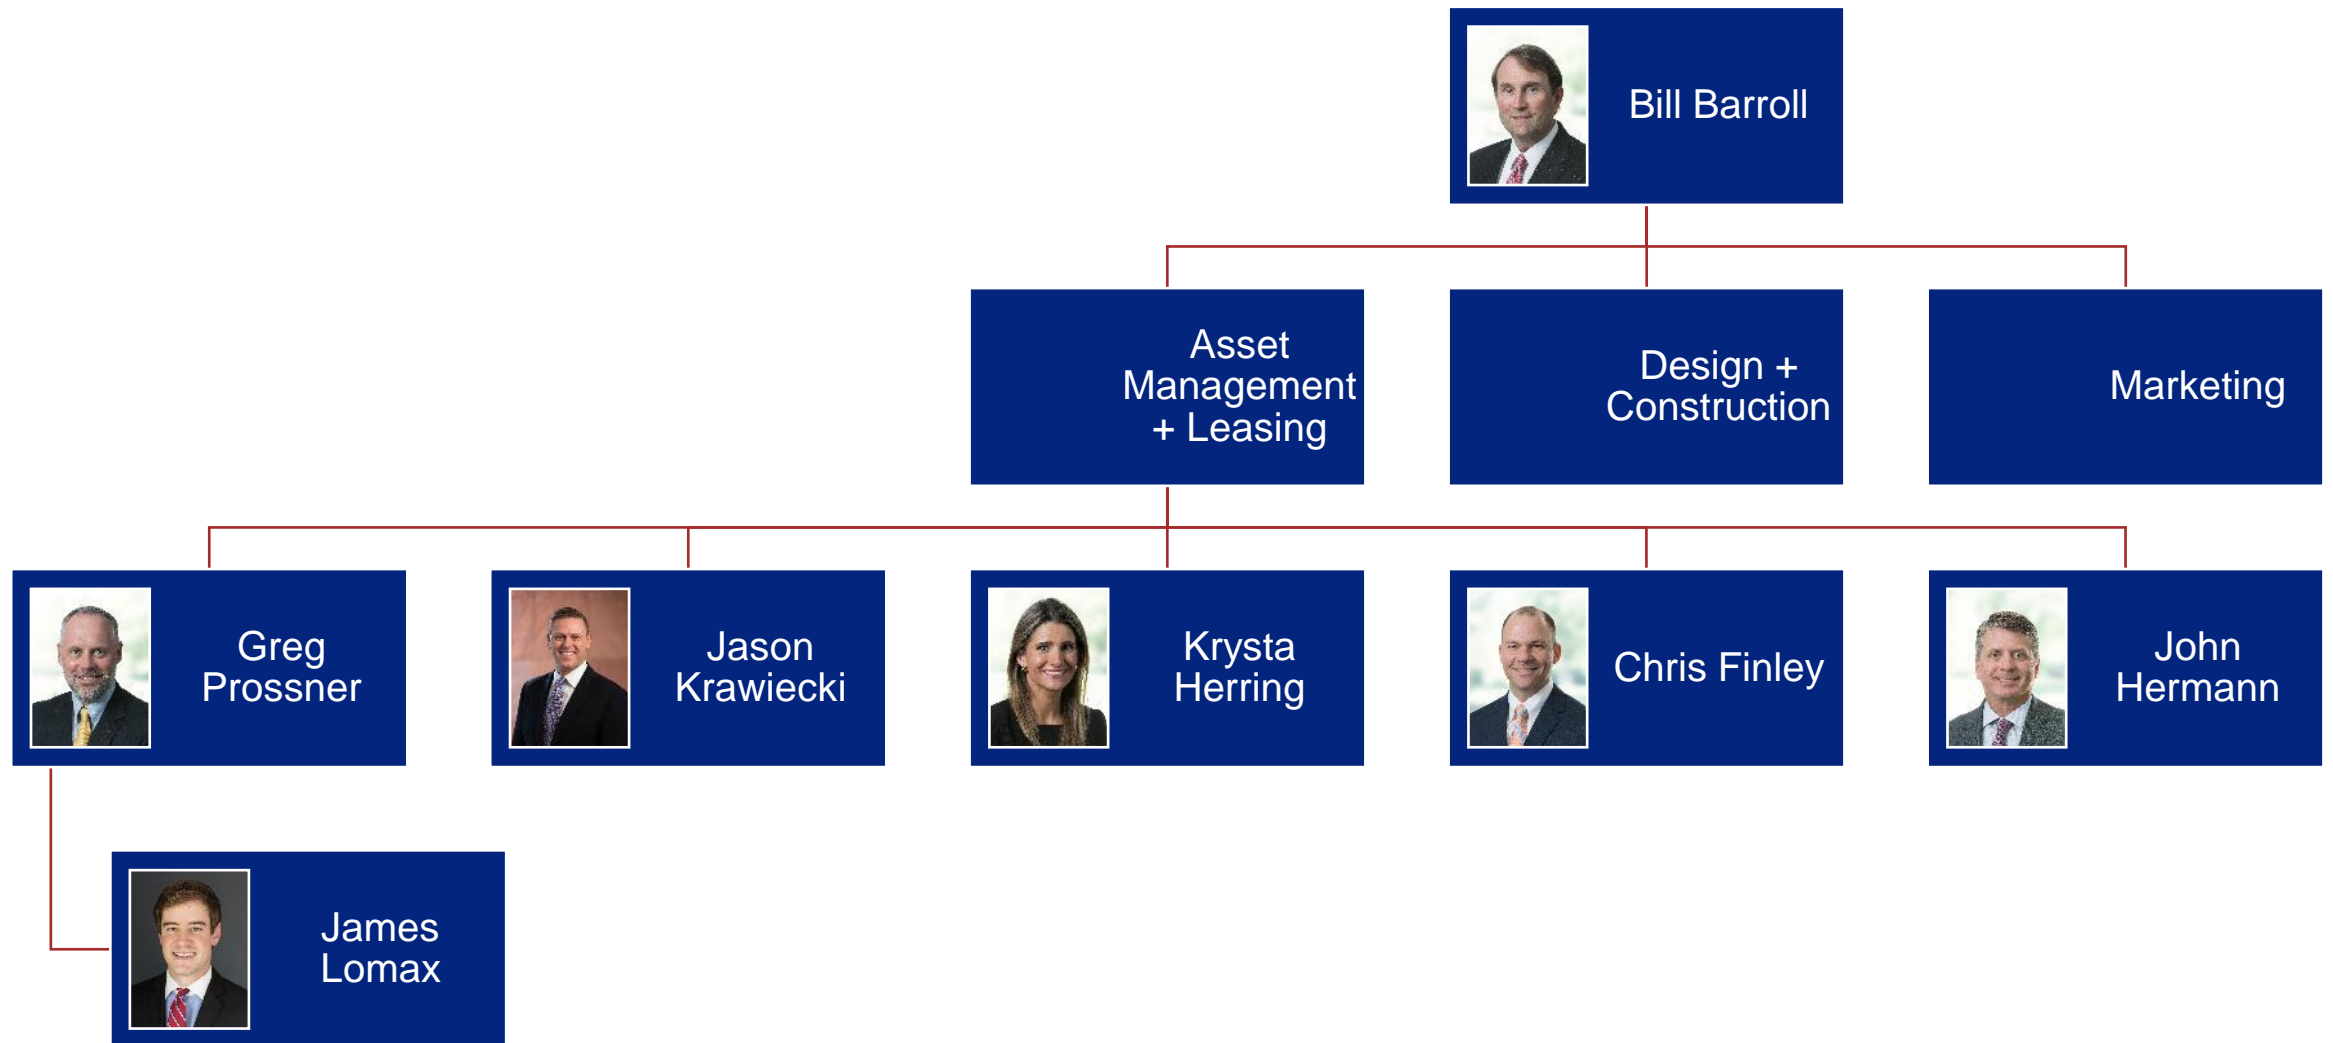 Bill Barroll
Asset
Management
+ Leasing
Design +
Construction
Marketing
Greg
Prossner
Jason
Krawiecki
Krysta
Herring
Chris Finley
John
Hermann
James
Lomax